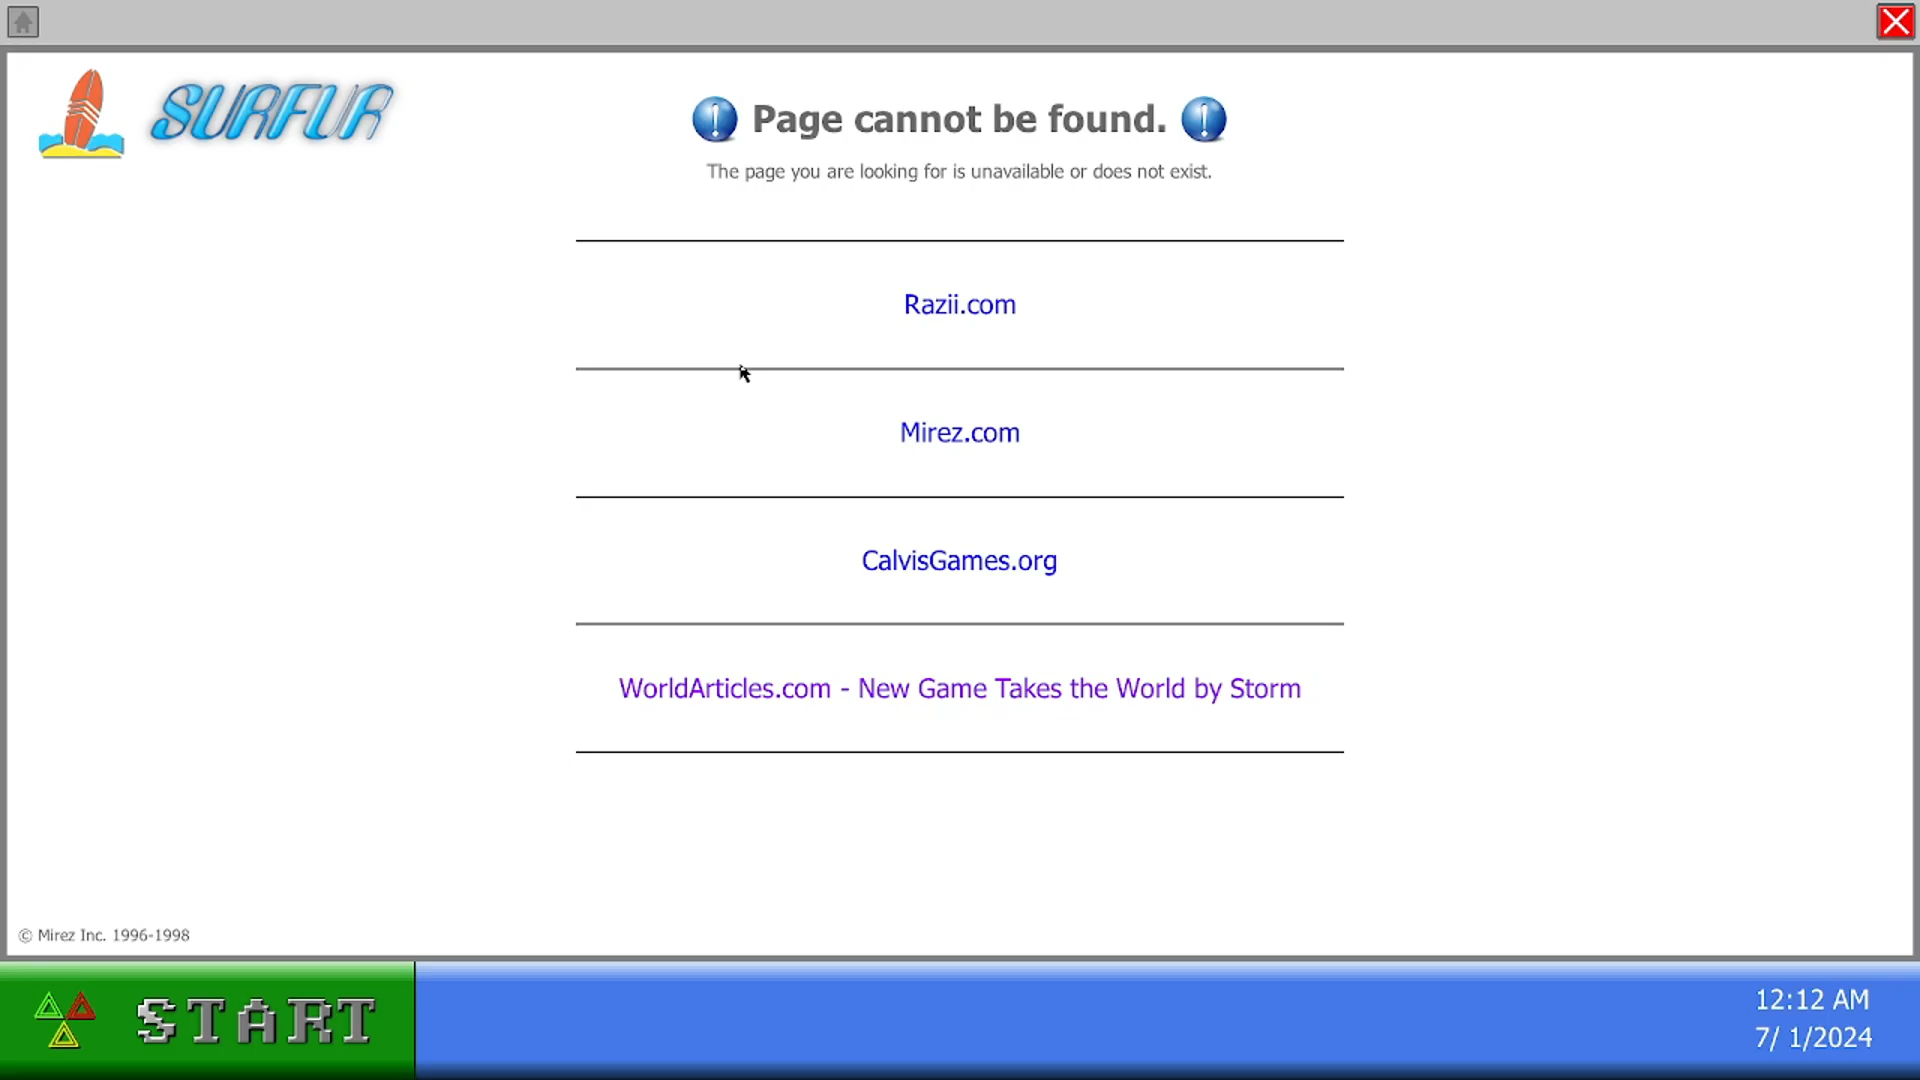 SURFUR
Page cannot be found.
The page you are looking for is unavailable or does not exist.
Razii.com
Mirez.com
CalvisGames.org
WorldArticles.com - New Game Takes the World by Storm
© Mirez Inc. 1996-1998
START
12:12 AM
7/ 1/2024